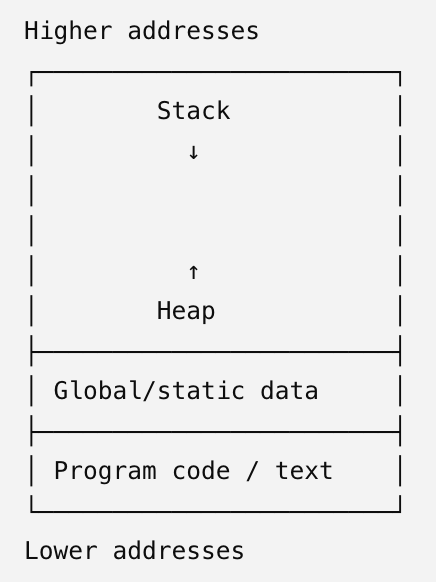 Higher addresses
Stack
↓
↑
Heap
Global/static data
Program code / text
Lower addresses